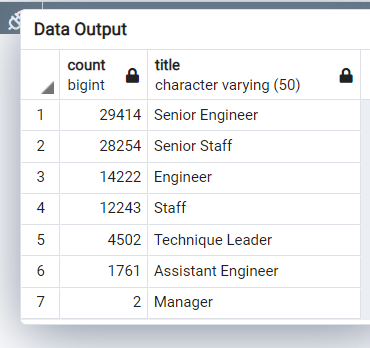 Data Output
count title
bigint character varying (50)
1 29414 Senior Engineer
2 28254 Senior Staff
3 14222 Engineer
4 12243 Staff
5 4502 Technique Leader
6 1761 Assistant Engineer
7 2 Manager